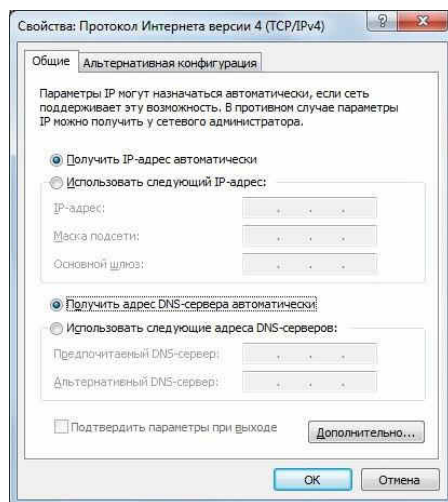 Свойства: Протокол Интернета версии 4 (TCP/IPv4)
Общие Альтернативная конфигурация
Параметры IP могут назначаться автоматически, если сеть
поддерживает эту возможность. В противном случае параметры
IP можно получить у сетевого администратора.
Получить IP-адрес автоматически
Использовать следующий IP-адрес:
IP-адрес:
Маска подсети:
Основной шлюз:
Получить адрес DNS-сервера автоматически
Использовать следующие адреса DNS-серверов:
Предпочитаемый DNS-сервер:
Альтернативный DNS-сервер:
Подтвердить параметры при выходе
Дополнительно...
OK Отмена